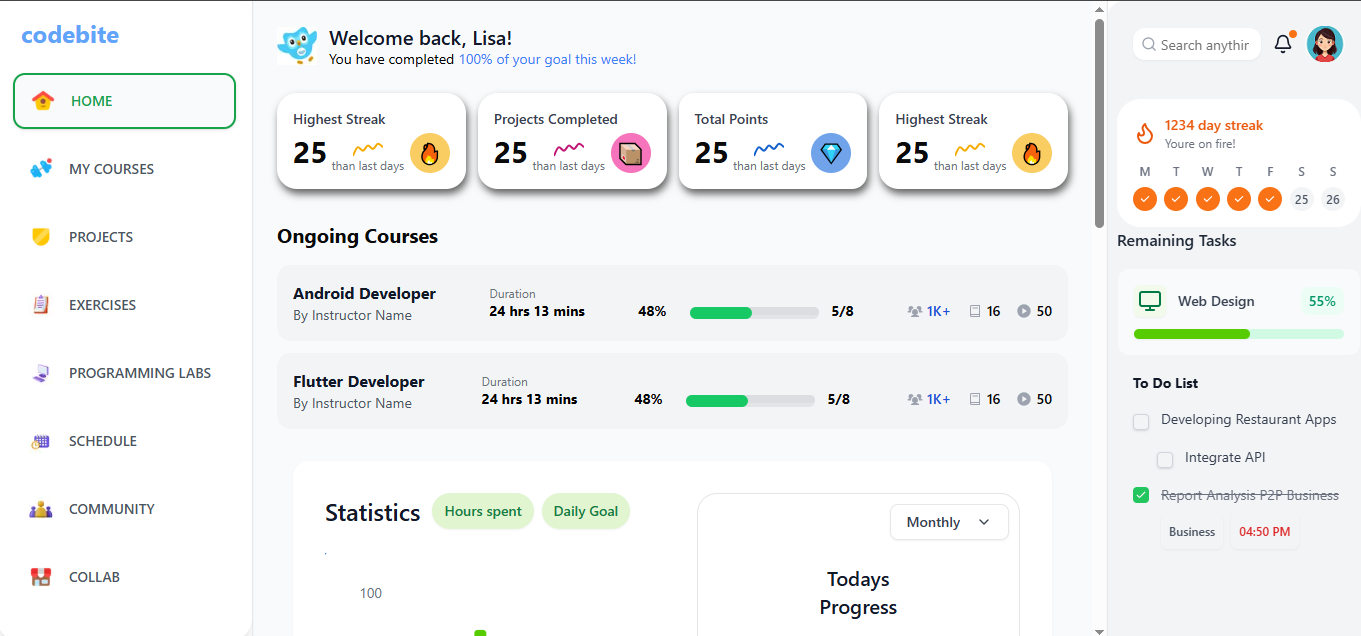 codebite
HOME
MY COURSES
PROJECTS
EXERCISES
PROGRAMMING LABS
SCHEDULE
COMMUNITY
COLLAB
Welcome back, Lisa!
You have completed 100% of your goal this week!
Highest Streak
25
than last days
Projects Completed
25
than last days
Total Points
25
than last days
Highest Streak
25
than last days
Ongoing Courses
Android Developer
By Instructor Name
Duration
24 hrs 13 mins
48%
5/8
1K+
16
50
Flutter Developer
By Instructor Name
Duration
24 hrs 13 mins
48%
5/8
1K+
16
50
Statistics
Hours spent
Daily Goal
100
Monthly
Todays
Progress
Search anythir
1234 day streak
Youre on fire!
M T W T F S S
25 26
Remaining Tasks
Web Design
55%
To Do List
Developing Restaurant Apps
Integrate API
Report Analysis P2P Business
Business
04:50 PM